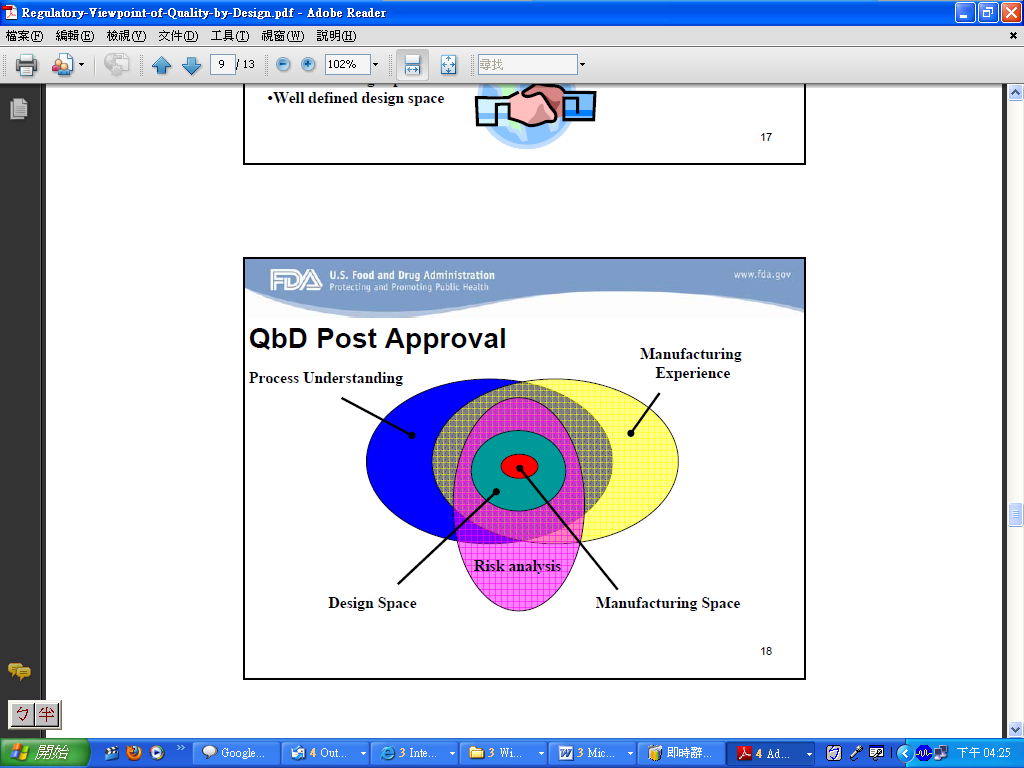 Regulatory-Viewpoint-of-Quality-by-Design.pdf - Adobe Reader
檔案(F) 編輯(E) 檢視(V) 文件(D) 工具(T) 視窗(W) 說明(H)
9 / 13 102% 尋找
•Well defined design space
17
FDA U.S. Food and Drug Administration
Protecting and Promoting Public Health
www.fda.gov
QbD Post Approval
Manufacturing
Experience
Process Understanding
Risk analysis
Design Space
Manufacturing Space
18
ㄅ 半
開始 Google... 4 Out... 3 Inte... 3 Wi... 3 Mic... 即時辭... 4 Ad... 下午 04:25